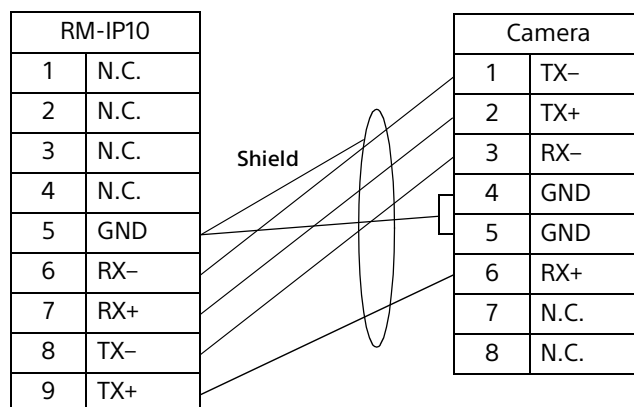 RM-IP10
1 N.C.
2 N.C.
3 N.C.
4 N.C.
5 GND
6 RX–
7 RX+
8 TX–
9 TX+
Shield
Camera
1 TX–
2 TX+
3 RX–
4 GND
5 GND
6 RX+
7 N.C.
8 N.C.